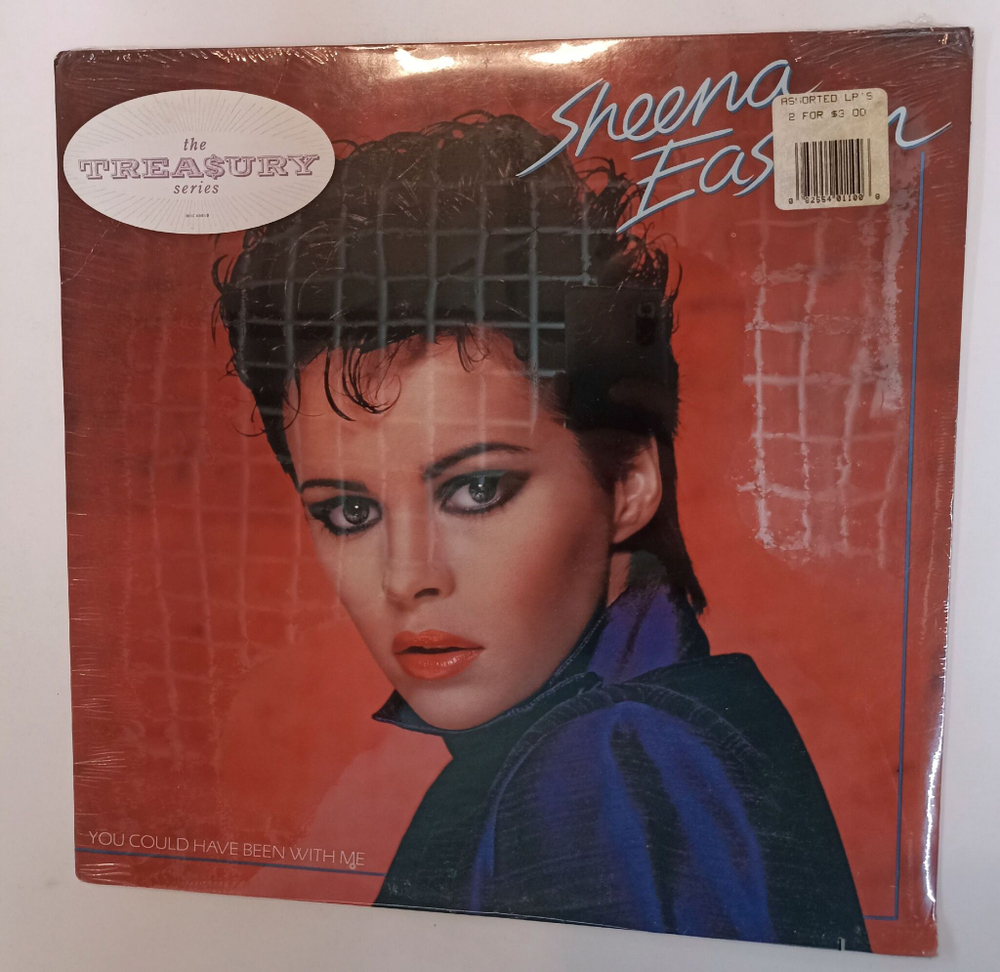 the
TREA$URY
series
Sheena
Eas n
ASSORTED LP'S
2 FOR $3 00
YOU COULD HAVE BEEN WITH ME